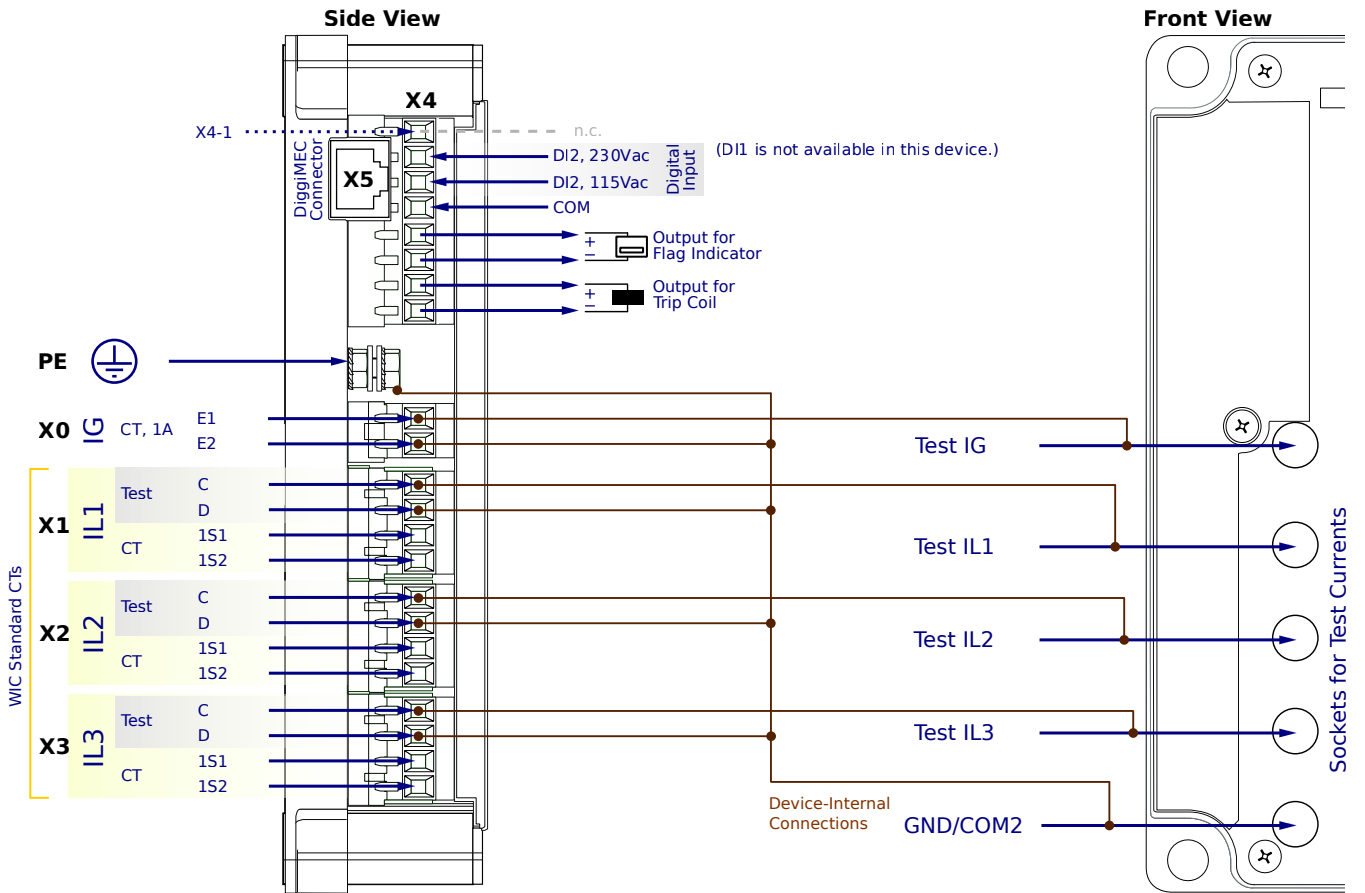 Side View
Front View
X4
X4-1
n.c.
DiggiMEC
Connector
X5
DI2, 230Vac
DI2, 115Vac
Digital
Input
(DI1 is not available in this device.)
COM
+
−
Output for
Flag Indicator
+
−
Output for
Trip Coil
PE
X0
IG
CT, 1A
E1
E2
Test IG
WIC Standard CTs
X1
IL1
Test
C
D
CT
1S1
1S2
Test IL1
X2
IL2
Test
C
D
CT
1S1
1S2
Test IL2
X3
IL3
Test
C
D
CT
1S1
1S2
Test IL3
Device-Internal
Connections
GND/COM2
Sockets for Test Currents